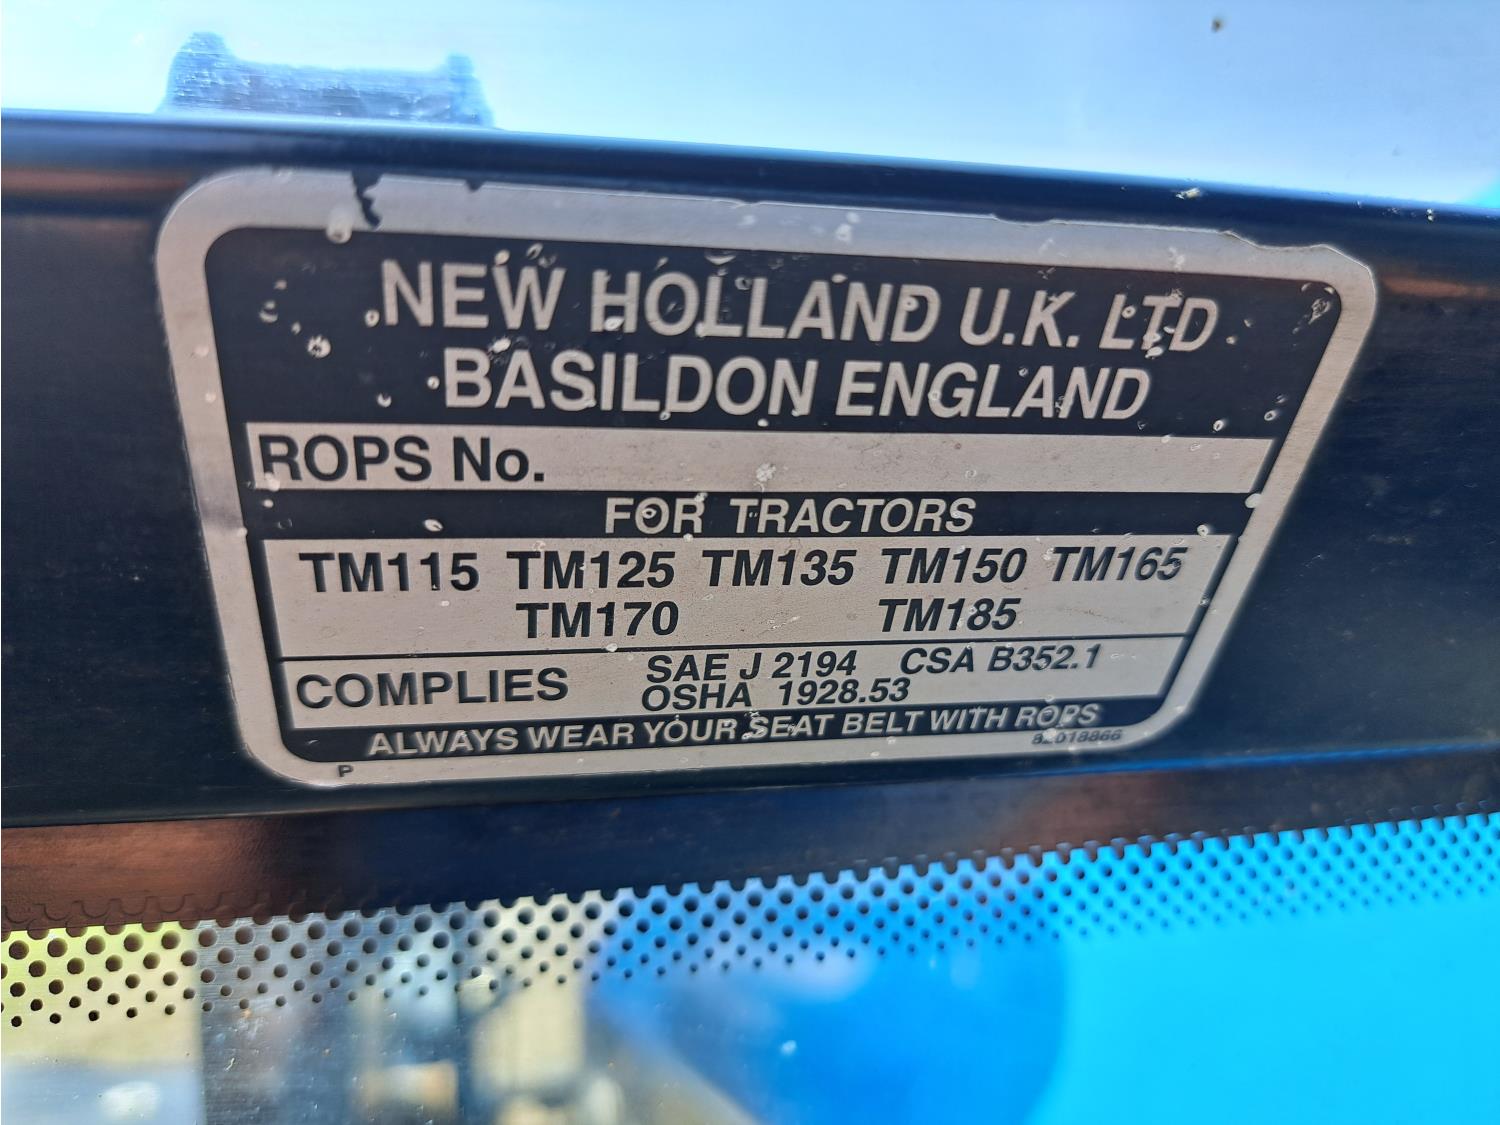 NEW HOLLAND U.K. LTD
BASILDON ENGLAND
ROPS No.
FOR TRACTORS
TM115 TM125 TM135 TM150 TM165
TM170 TM185
COMPLIES
SAE J 2194 CSA B352.1
OSHA 1928.53
ALWAYS WEAR YOUR SEAT BELT WITH ROPS
P